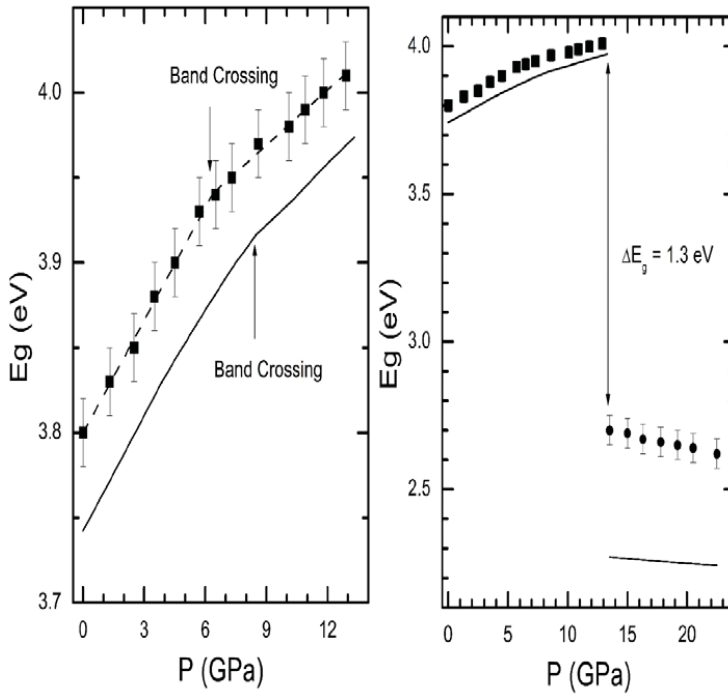 4.0
3.9
3.8
3.7
Eg (eV)
Band Crossing
Band Crossing
0 3 6 9 12
P (GPa)
4.0
3.5
3.0
2.5
Eg (eV)
ΔEg = 1.3 eV
0 5 10 15 20
P (GPa)